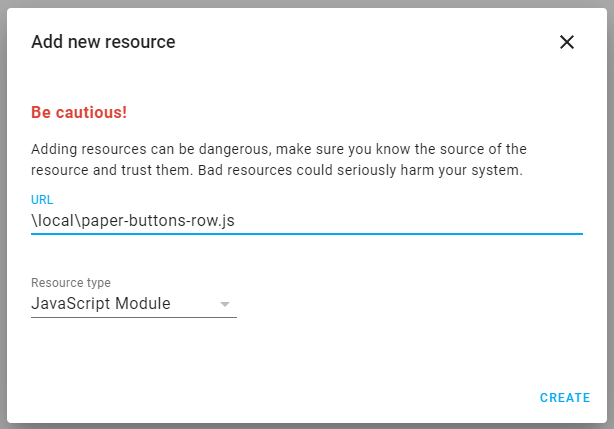 Add new resource
Be cautious!
Adding resources can be dangerous, make sure you know the source of the
resource and trust them. Bad resources could seriously harm your system.
URL
\local\paper-buttons-row.js
Resource type
JavaScript Module
CREATE